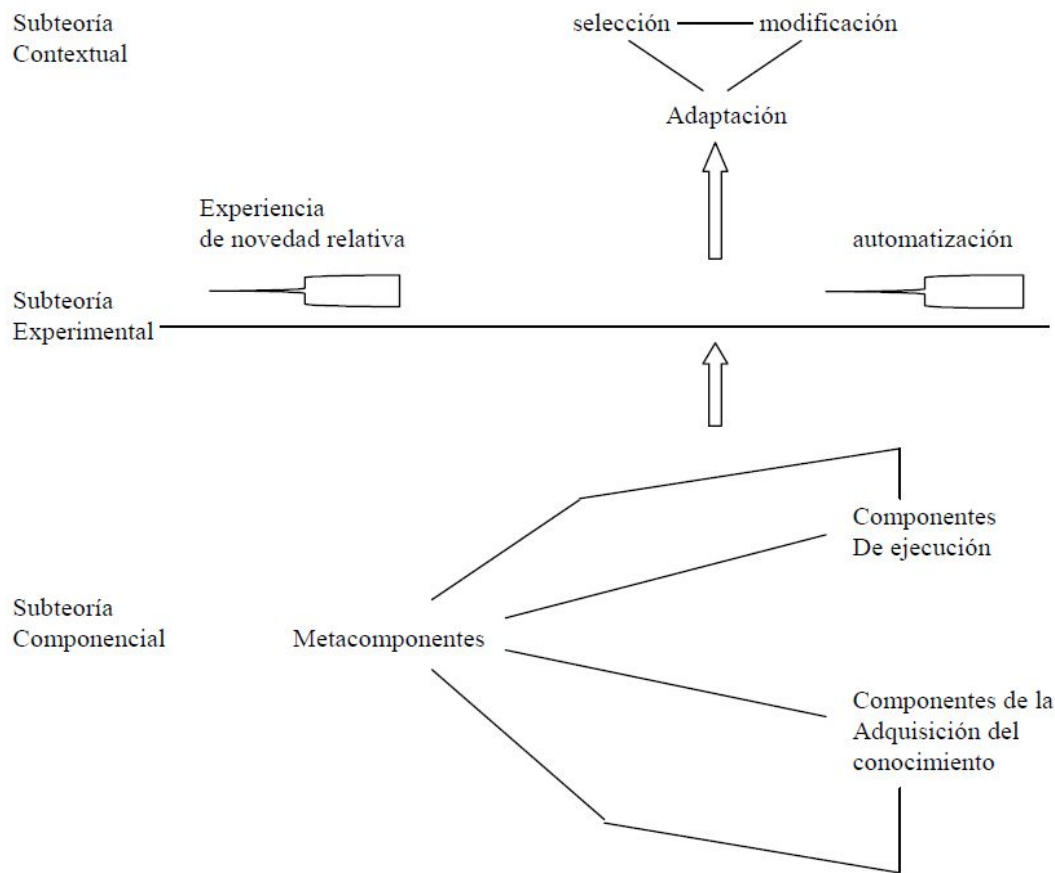 Subteoría
Contextual
selección
modificación
Adaptación
Experiencia
de novedad relativa
automatización
Subteoría
Experimental
Componentes
De ejecución
Subteoría
Componencial
Metacomponentes
Componentes de la
Adquisición del
conocimiento